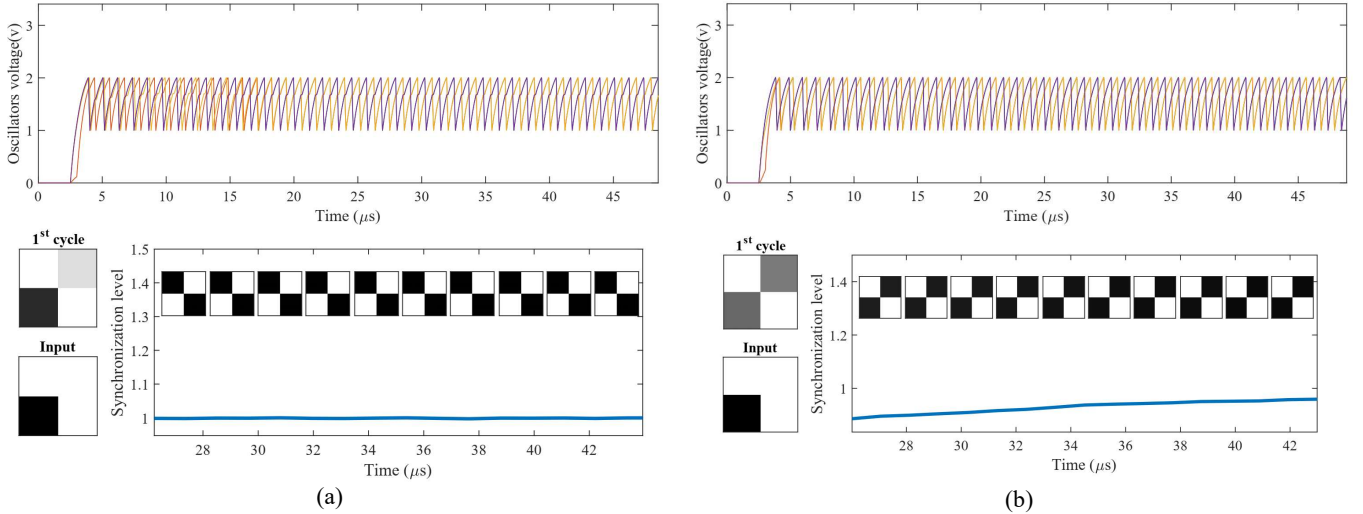 Oscillators voltage(v)
3
2
1
0
0 5 10 15 20 25 30 35 40 45
Time (μs)
1st cycle
Input
Synchronization level
1.5
1.4
1.3
1.2
1.1
1
28 30 32 34 36 38 40 42
Time (μs)
(a)
Oscillators voltage(v)
3
2
1
0
0 5 10 15 20 25 30 35 40 45
Time (μs)
1st cycle
Input
Synchronization level
1.4
1.2
1
0.9
28 30 32 34 36 38 40 42
Time (μs)
(b)